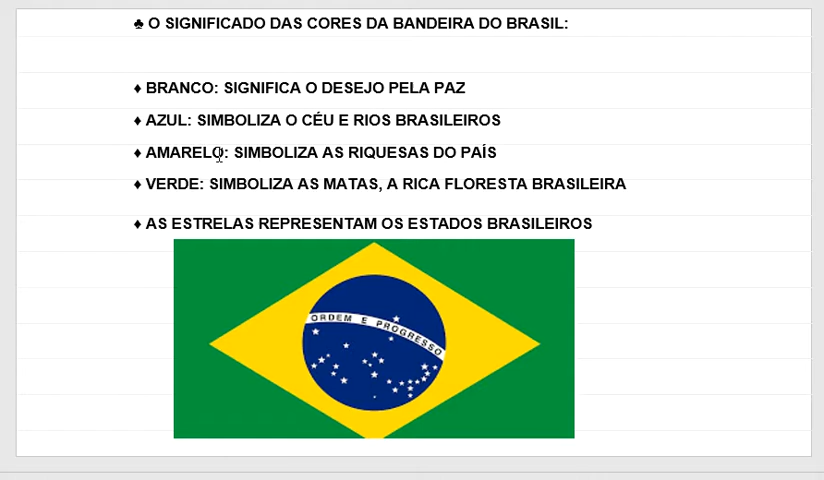 ♣ O SIGNIFICADO DAS CORES DA BANDEIRA DO BRASIL:
♦ BRANCO: SIGNIFICA O DESEJO PELA PAZ
♦ AZUL: SIMBOLIZA O CÉU E RIOS BRASILEIROS
♦ AMARELO: SIMBOLIZA AS RIQUESAS DO PAÍS
♦ VERDE: SIMBOLIZA AS MATAS, A RICA FLORESTA BRASILEIRA
♦ AS ESTRELAS REPRESENTAM OS ESTADOS BRASILEIROS
ORDEM E PROGRESSO